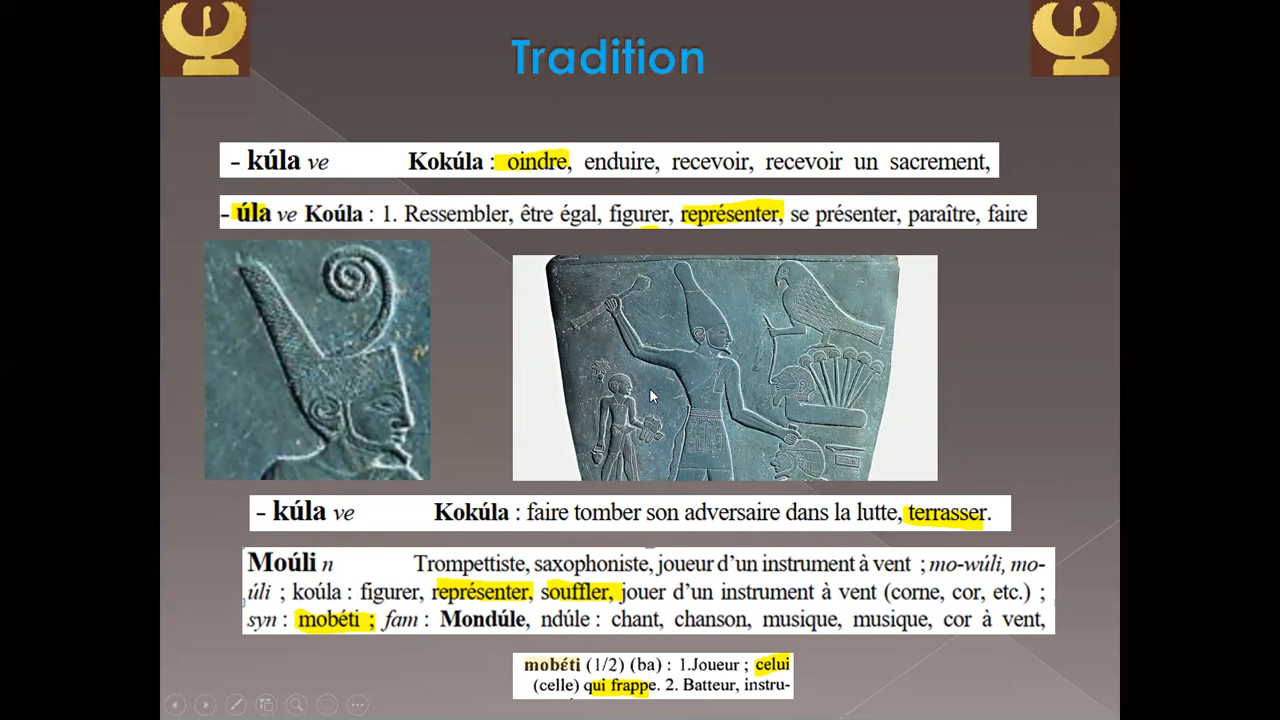 Tradition
- kúla ve Kokúla : oindre, enduire, recevoir, recevoir un sacrement,
- úla ve Koúla : 1. Ressembler, être égal, figurer, représenter, se présenter, paraître, faire
- kúla ve Kokúla : faire tomber son adversaire dans la lutte, terrasser.
Moúli n Trompettiste, saxophoniste, joueur d’un instrument à vent ; mo-wúli, mo-
úli ; koúla : figurer, représenter, souffler, jouer d’un instrument à vent (corne, cor, etc.) ;
syn : mobéti ; fam : Mondúle, ndúle : chant, chanson, musique, musique, cor à vent,
mobéti (1/2) (ba) : 1.Joueur ; celui
(celle) qui frappe. 2. Batteur, instru-